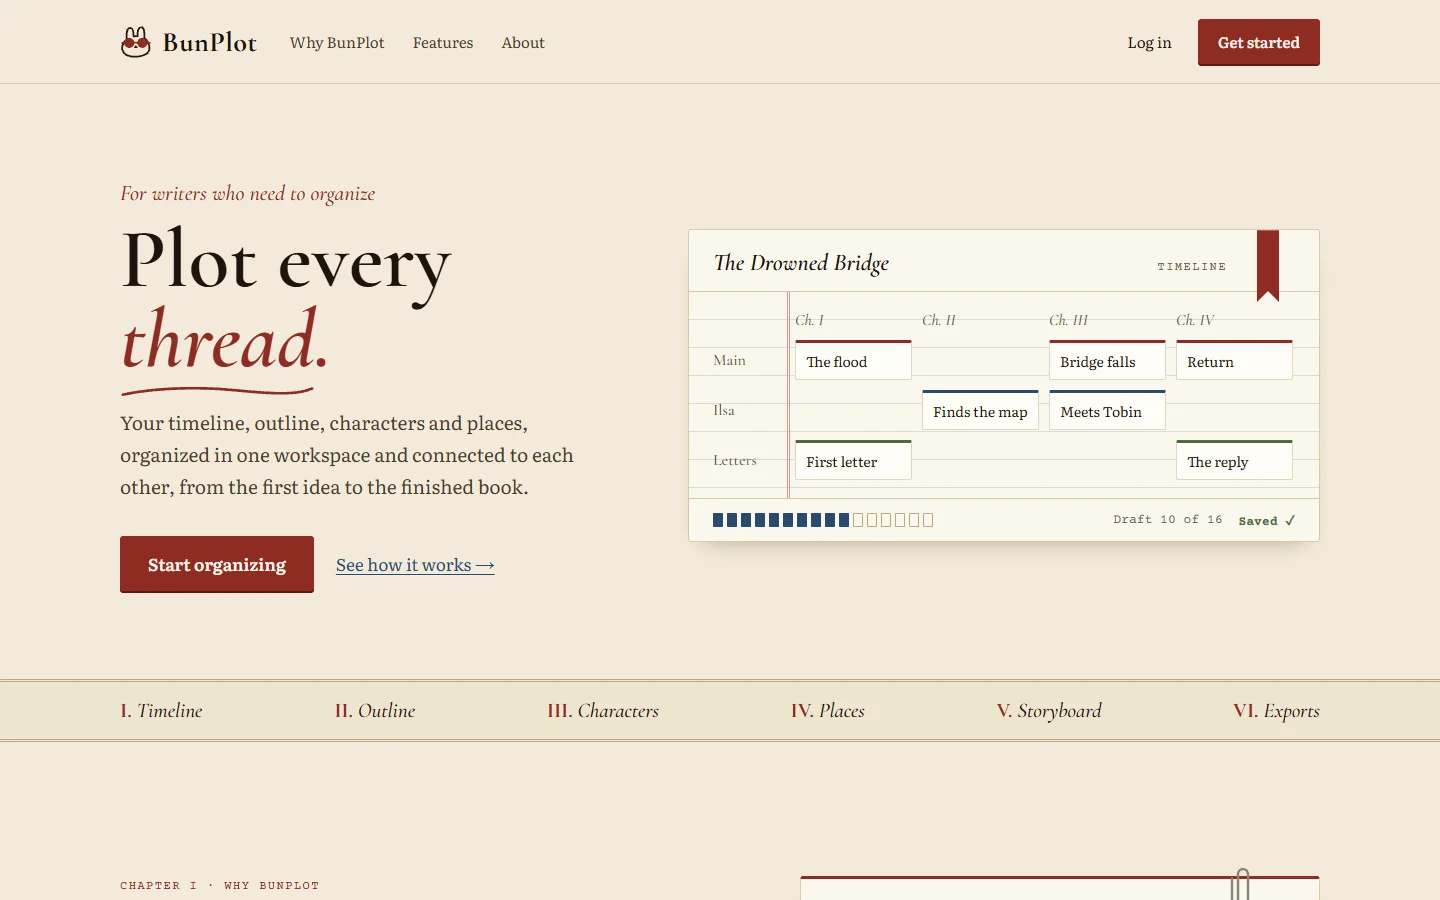 BunPlot
Why BunPlot
Features
About
Log in
Get started
For writers who need to organize
Plot every
thread.
Your timeline, outline, characters and places,
organized in one workspace and connected to each
other, from the first idea to the finished book.
Start organizing
See how it works →
The Drowned Bridge
TIMELINE
Ch. I
Ch. II
Ch. III
Ch. IV
Main
The flood
Bridge falls
Return
Ilsa
Finds the map
Meets Tobin
Letters
First letter
The reply
Draft 10 of 16
Saved ✓
I. Timeline
II. Outline
III. Characters
IV. Places
V. Storyboard
VI. Exports
CHAPTER I · WHY BUNPLOT